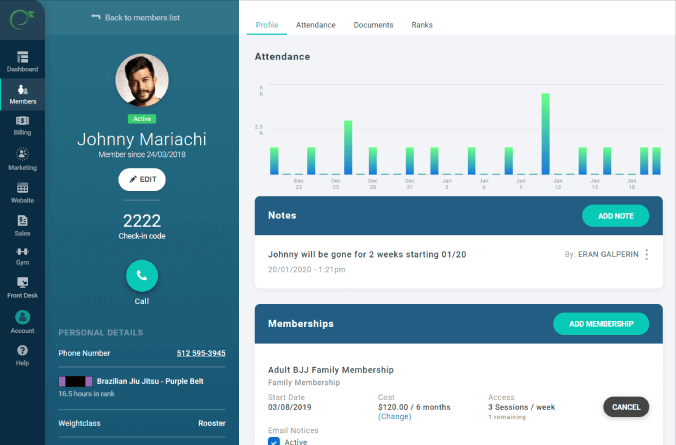 Back to members list
Dashboard
Members
Billing
Marketing
Website
Sales
Gym
Front Desk
Account
Help
Active
Johnny Mariachi
Member since 24/03/2018
EDIT
2222
Check-in code
Call
PERSONAL DETAILS
Phone Number 512 595-3945
Brazilian Jiu Jitsu - Purple Belt
16.5 hours in rank
Weightclass Rooster
Profile Attendance Documents Ranks
Attendance
5
h
2.5
h
Dec Dec Dec Dec Jan Jan Jan Jan Jan Jan
22 25 28 31 3 6 9 12 15 18
Notes ADD NOTE
Johnny will be gone for 2 weeks starting 01/20 By: ERAN GALPERIN
20/01/2020 - 1:21pm
Memberships ADD MEMBERSHIP
Adult BJJ Family Membership
Family Membership
Start Date Cost Access
03/08/2019 $120.00 / 6 months 3 Sessions / week CANCEL
(Change) 1 remaining
Email Notices
Active